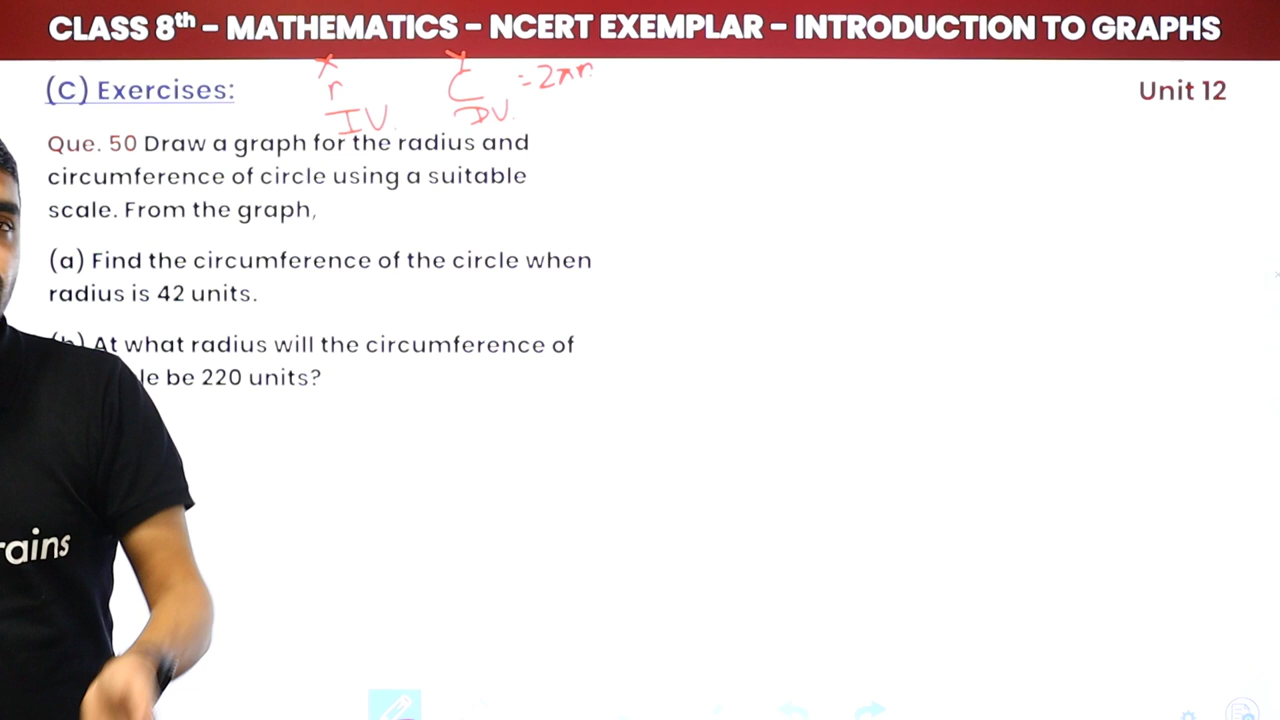 CLASS 8th – MATHEMATICS – NCERT EXEMPLAR – INTRODUCTION TO GRAPHS
(C) Exercises:
Unit 12
x y
r C = 2πr
IV DV
Que. 50 Draw a graph for the radius and
circumference of circle using a suitable
scale. From the graph,
(a) Find the circumference of the circle when
radius is 42 units.
(b) At what radius will the circumference of
le be 220 units?
rains